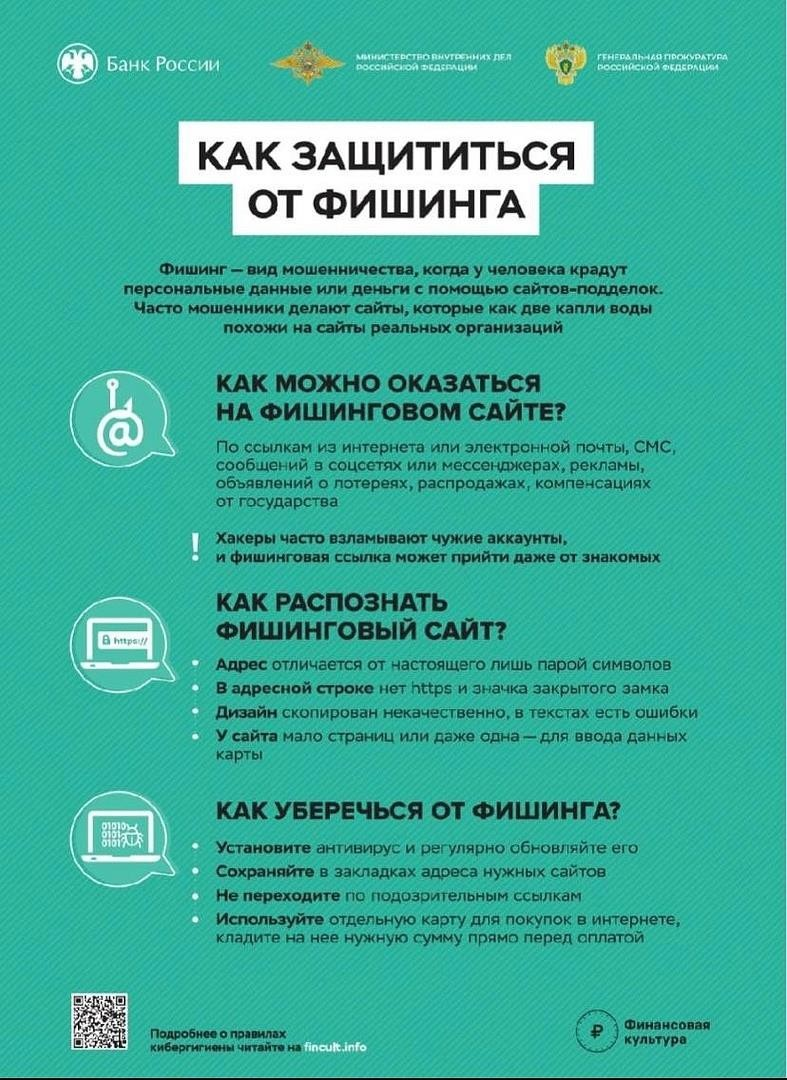 Банк России
МИНИСТЕРСТВО ВНУТРЕННИХ ДЕЛ
РОССИЙСКОЙ ФЕДЕРАЦИИ
ГЕНЕРАЛЬНАЯ ПРОКУРАТУРА
РОССИЙСКОЙ ФЕДЕРАЦИИ
КАК ЗАЩИТИТЬСЯ
ОТ ФИШИНГА
Фишинг — вид мошенничества, когда у человека крадут
персональные данные или деньги с помощью сайтов-подделок.
Часто мошенники делают сайты, которые как две капли воды
похожи на сайты реальных организаций
КАК МОЖНО ОКАЗАТЬСЯ
НА ФИШИНГОВОМ САЙТЕ?
По ссылкам из интернета или электронной почты, СМС,
сообщений в соцсетях или мессенджерах, рекламы,
объявлений о лотереях, распродажах, компенсациях
от государства
! Хакеры часто взламывают чужие аккаунты,
и фишинговая ссылка может прийти даже от знакомых
https://
КАК РАСПОЗНАТЬ
ФИШИНГОВЫЙ САЙТ?
• Адрес отличается от настоящего лишь парой символов
• В адресной строке нет https и значка закрытого замка
• Дизайн скопирован некачественно, в текстах есть ошибки
• У сайта мало страниц или даже одна — для ввода данных
карты
01010
0101
0101
КАК УБЕРЕЧЬСЯ ОТ ФИШИНГА?
• Установите антивирус и регулярно обновляйте его
• Сохраняйте в закладках адреса нужных сайтов
• Не переходите по подозрительным ссылкам
• Используйте отдельную карту для покупок в интернете,
кладите на нее нужную сумму прямо перед оплатой
Подробнее о правилах
кибергигиены читайте на fincult.info
₽
Финансовая
культура